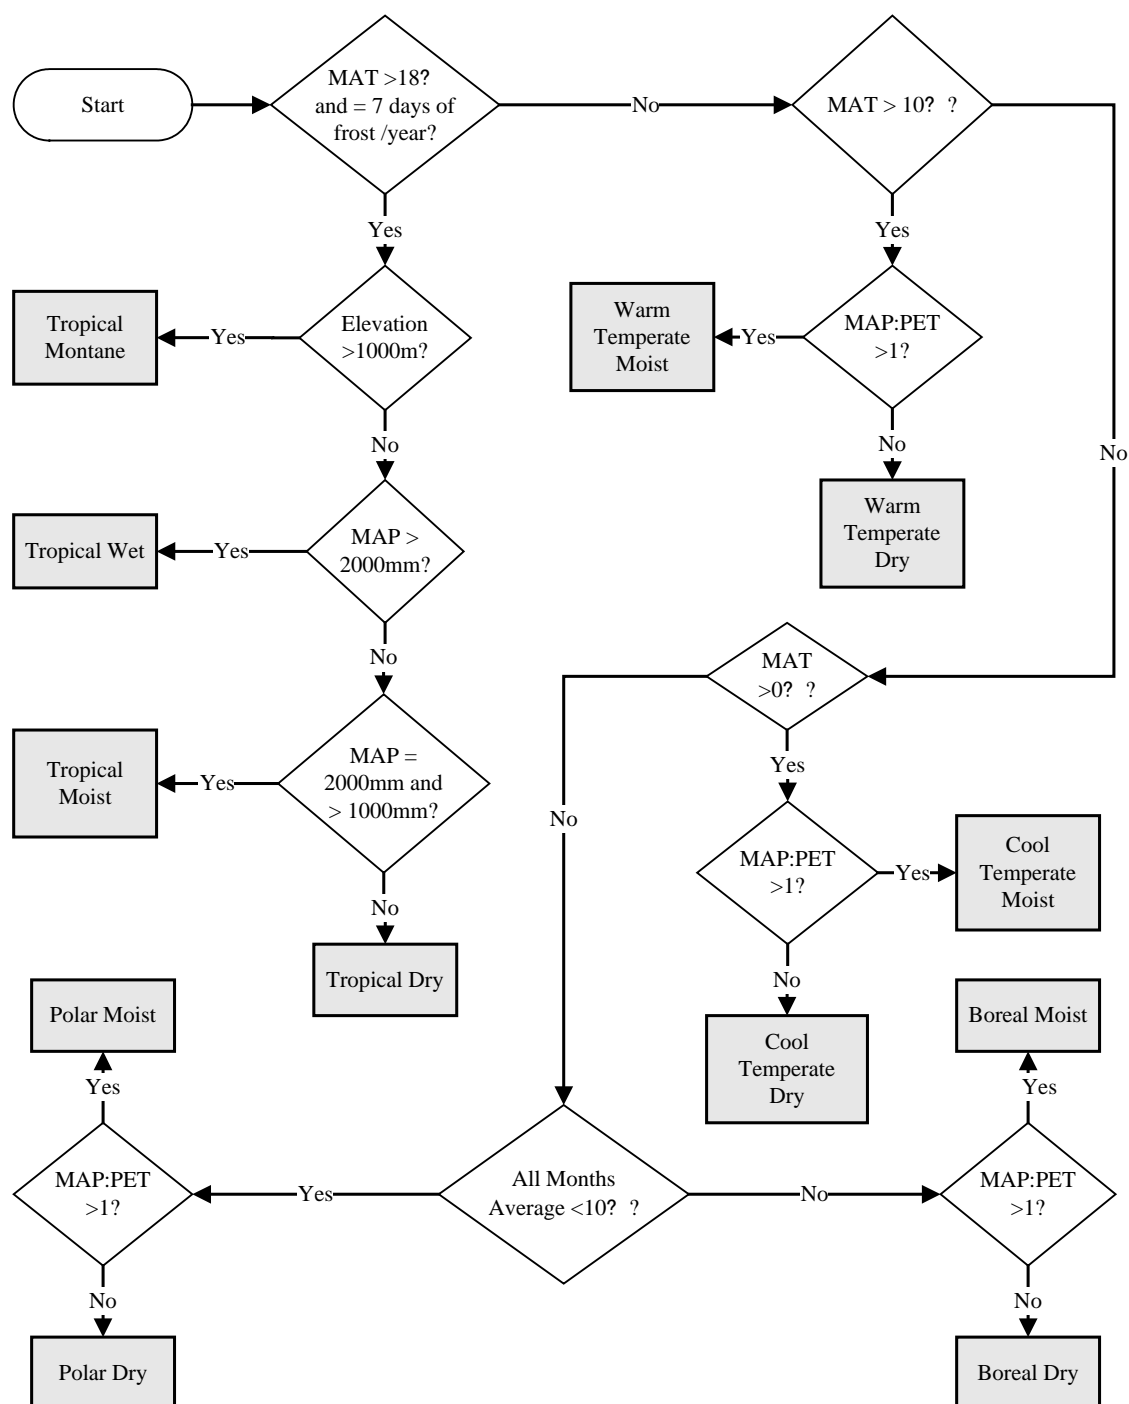 Start
MAT >18?
and = 7 days of
frost /year?
No
MAT > 10? ?
Yes
Yes
Tropical
Montane
Yes
Elevation
>1000m?
Warm
Temperate
Moist
Yes
MAP:PET
>1?
No
No
No
Warm
Temperate
Dry
Tropical Wet
Yes
MAP >
2000mm?
No
MAT
>0? ?
Yes
Tropical
Moist
Yes
MAP =
2000mm and
> 1000mm?
No
MAP:PET
>1?
Yes
Cool
Temperate
Moist
No
Tropical Dry
No
Cool
Temperate
Dry
Polar Moist
Yes
Boreal Moist
Yes
MAP:PET
>1?
Yes
All Months
Average <10? ?
No
MAP:PET
>1?
No
Polar Dry
No
Boreal Dry